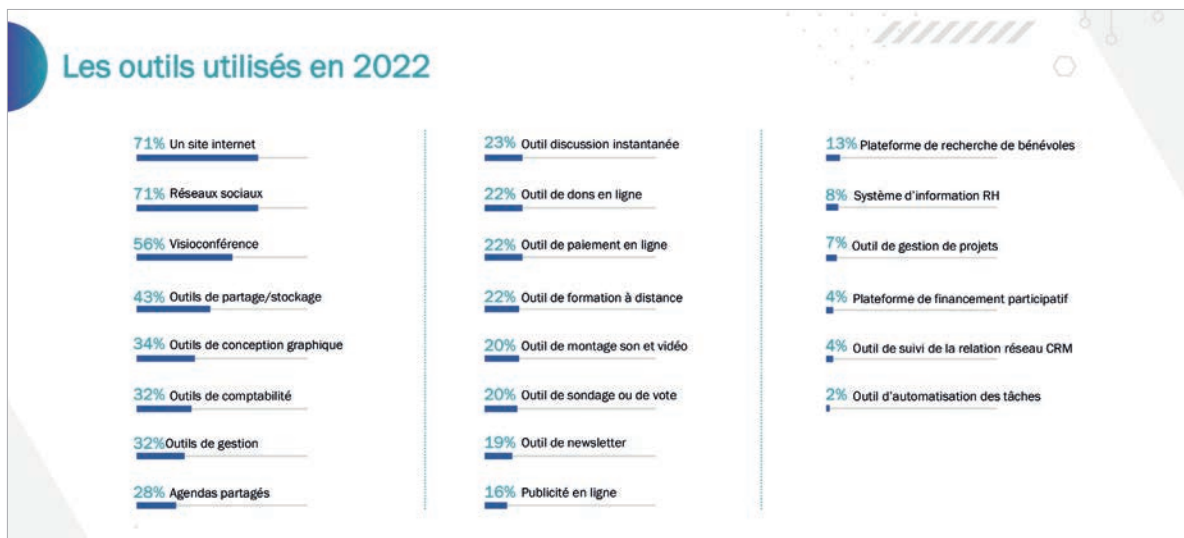 Les outils utilisés en 2022
71% Un site internet
71% Réseaux sociaux
56% Visioconférence
43% Outils de partage/stockage
34% Outils de conception graphique
32% Outils de comptabilité
32%Outils de gestion
28% Agendas partagés
23% Outil discussion instantanée
22% Outil de dons en ligne
22% Outil de paiement en ligne
22% Outil de formation à distance
20% Outil de montage son et vidéo
20% Outil de sondage ou de vote
19% Outil de newsletter
16% Publicité en ligne
13% Plateforme de recherche de bénévoles
8% Système d'information RH
7% Outil de gestion de projets
4% Plateforme de financement participatif
4% Outil de suivi de la relation réseau CRM
2% Outil d'automatisation des tâches